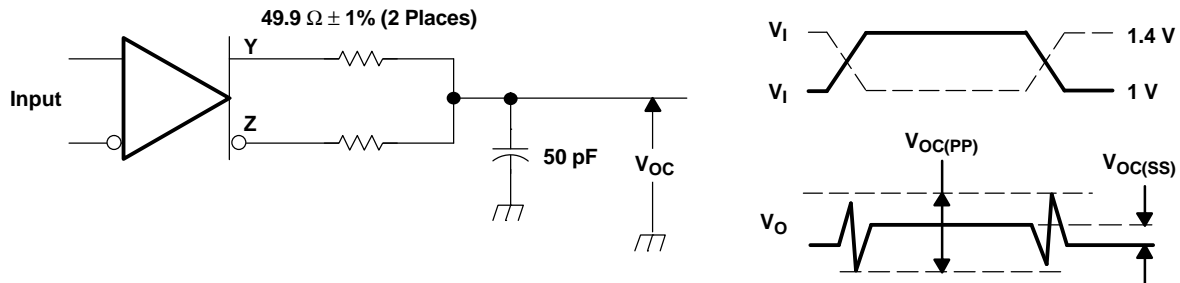 49.9 Ω ± 1% (2 Places)
Y
Input
Z
50 pF
VOC
VI
1.4 V
VI
1 V
VOC(PP)
VOC(SS)
VO